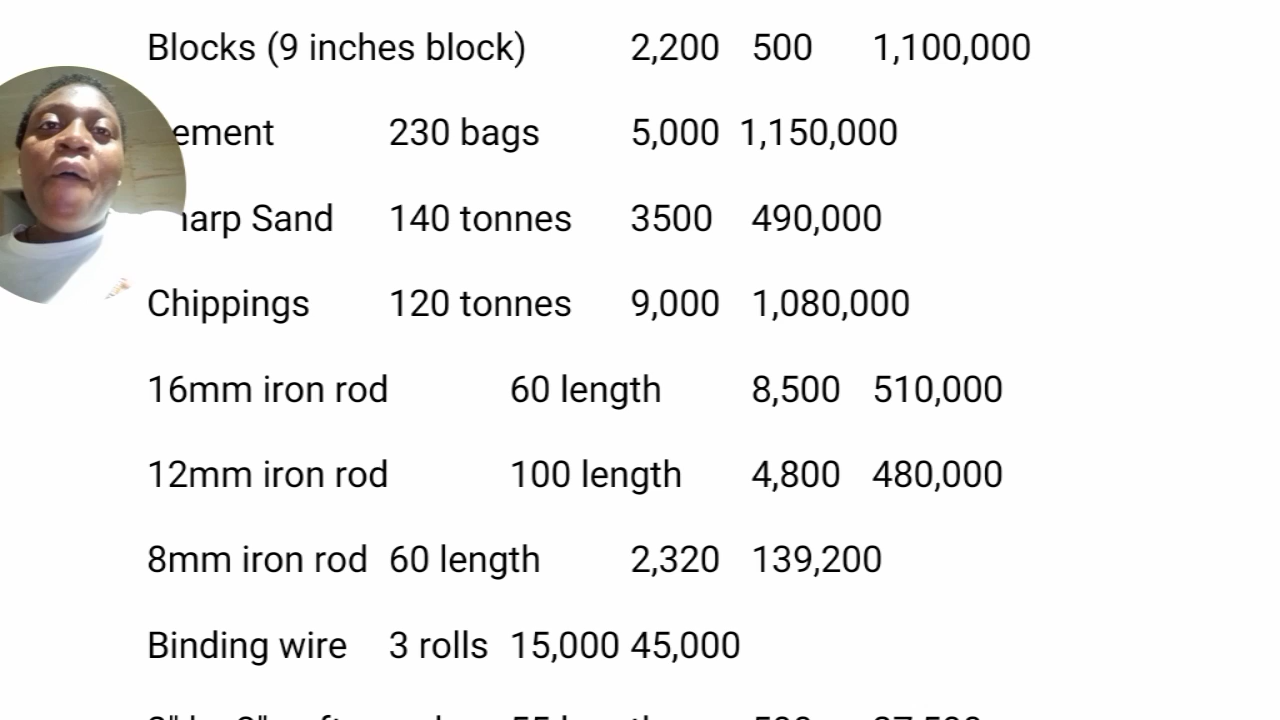 Blocks (9 inches block) 2,200 500 1,100,000
ement 230 bags 5,000 1,150,000
harp Sand 140 tonnes 3500 490,000
Chippings 120 tonnes 9,000 1,080,000
16mm iron rod 60 length 8,500 510,000
12mm iron rod 100 length 4,800 480,000
8mm iron rod 60 length 2,320 139,200
Binding wire 3 rolls 15,000 45,000